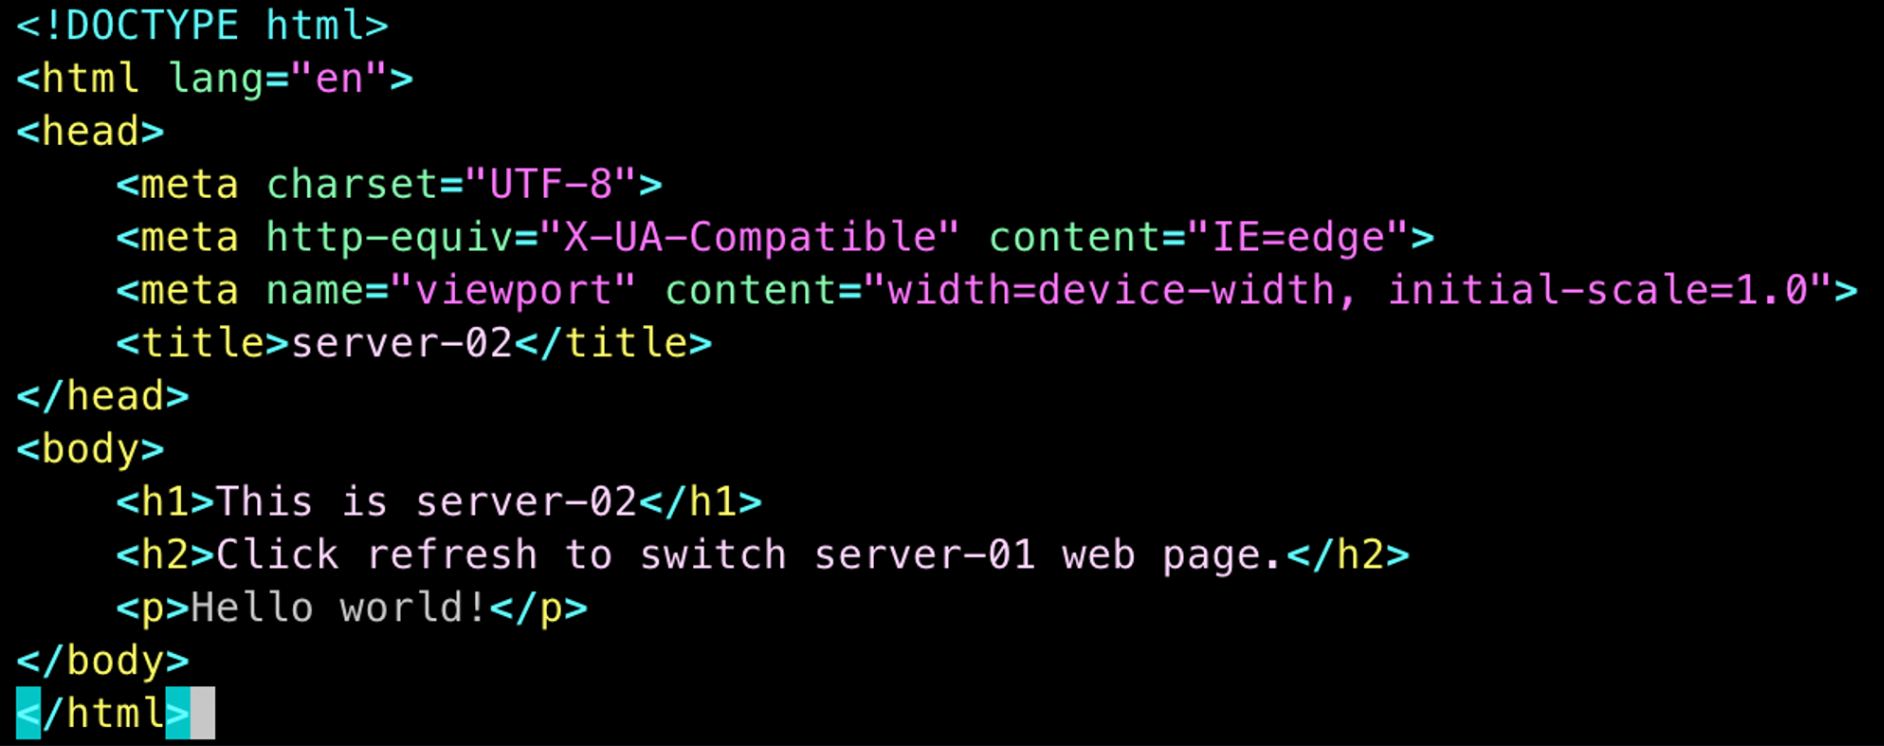 <!DOCTYPE html>
<html lang="en">
<head>
    <meta charset="UTF-8">
    <meta http-equiv="X-UA-Compatible" content="IE=edge">
    <meta name="viewport" content="width=device-width, initial-scale=1.0">
    <title>server-02</title>
</head>
<body>
    <h1>This is server-02</h1>
    <h2>Click refresh to switch server-01 web page.</h2>
    <p>Hello world!</p>
</body>
</html>